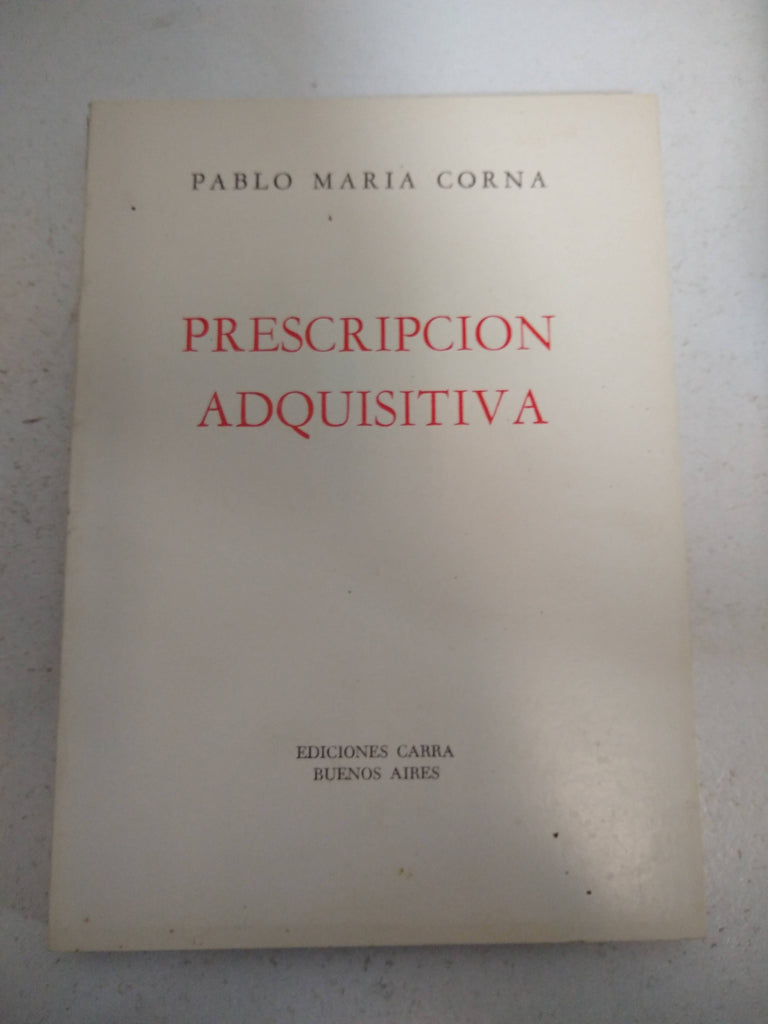 PABLO MARIA CORNA
PRESCRIPCION
ADQUISITIVA
EDICIONES CARRA
BUENOS AIRES